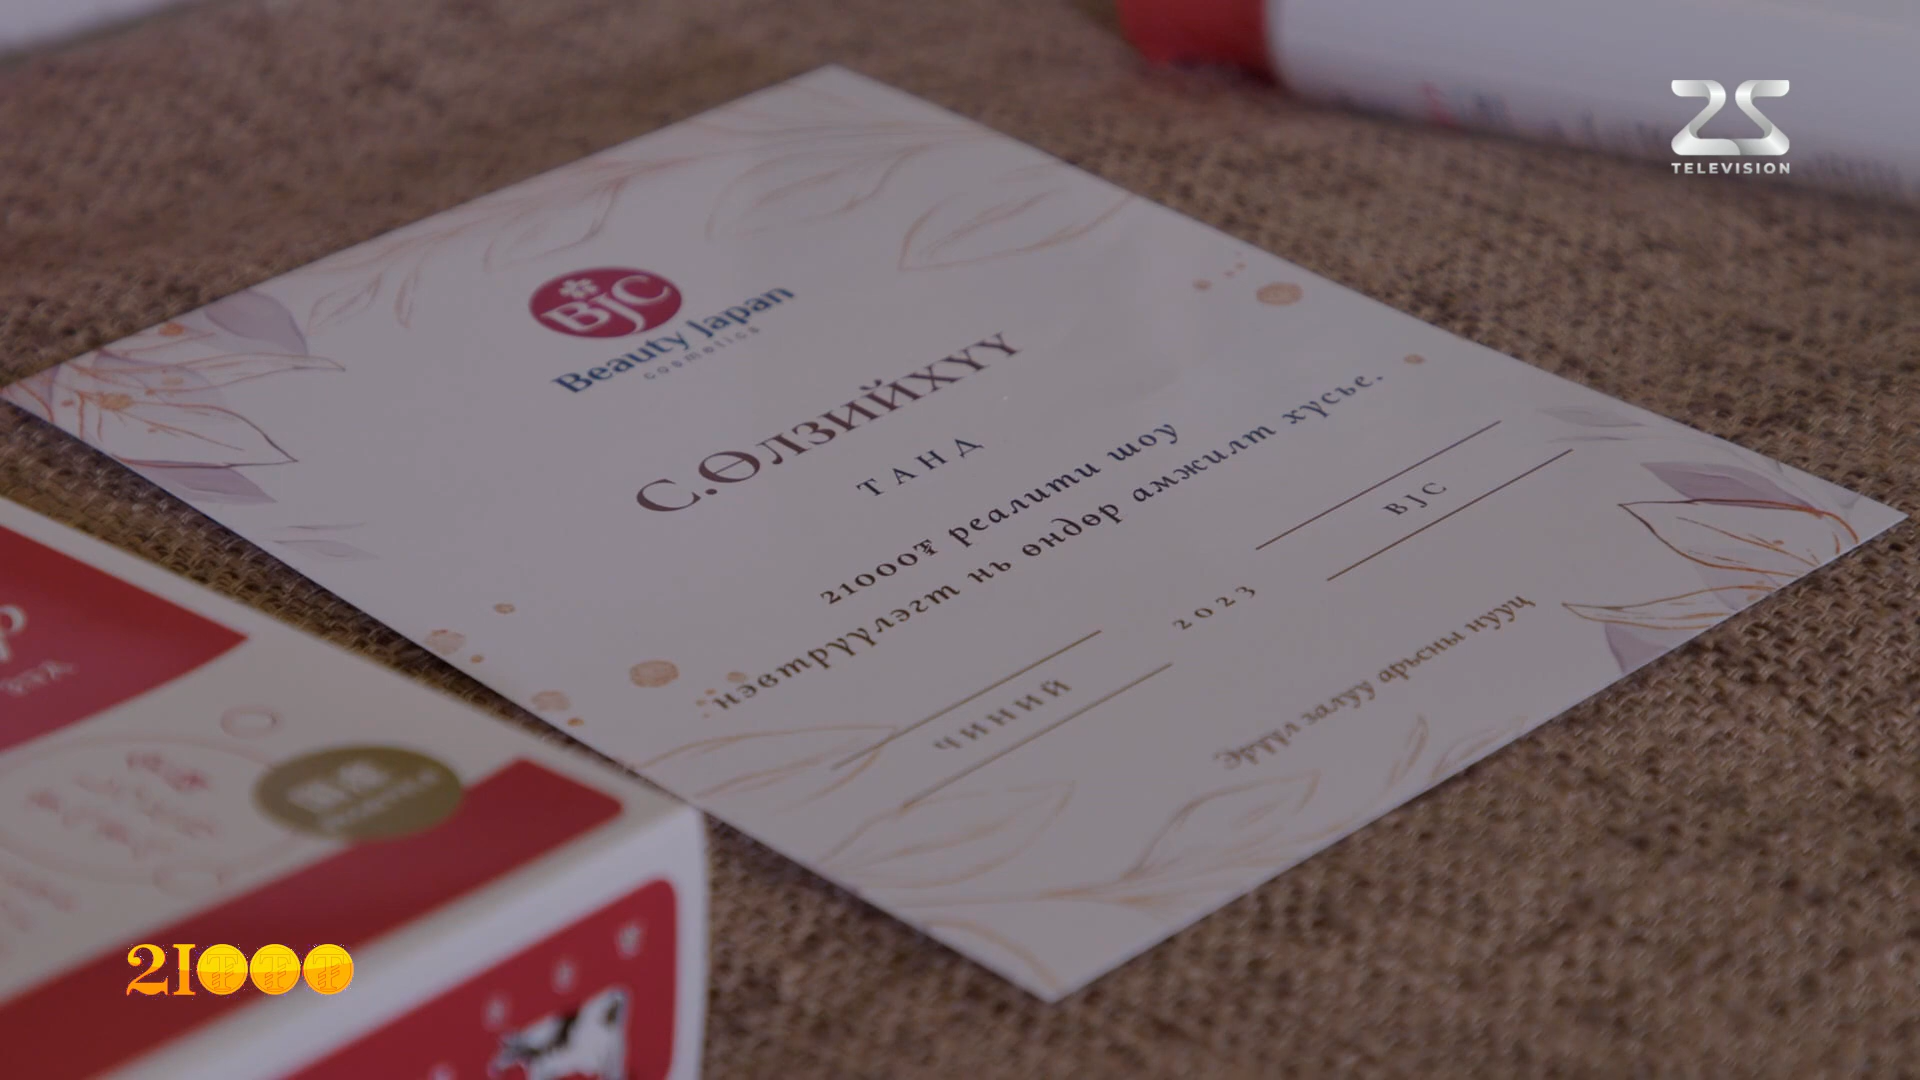 TELEVISION
BJC
Beauty Japan
cosmetics
С.ӨЛЗИЙХҮҮ
ТАНД
21000₮ реалити шоу
нэвтрүүлэгт нь өндөр амжилт хүсье.
2023
ЧИНИЙ
BJC
Эрүүл залуу арьсны нууц
21000